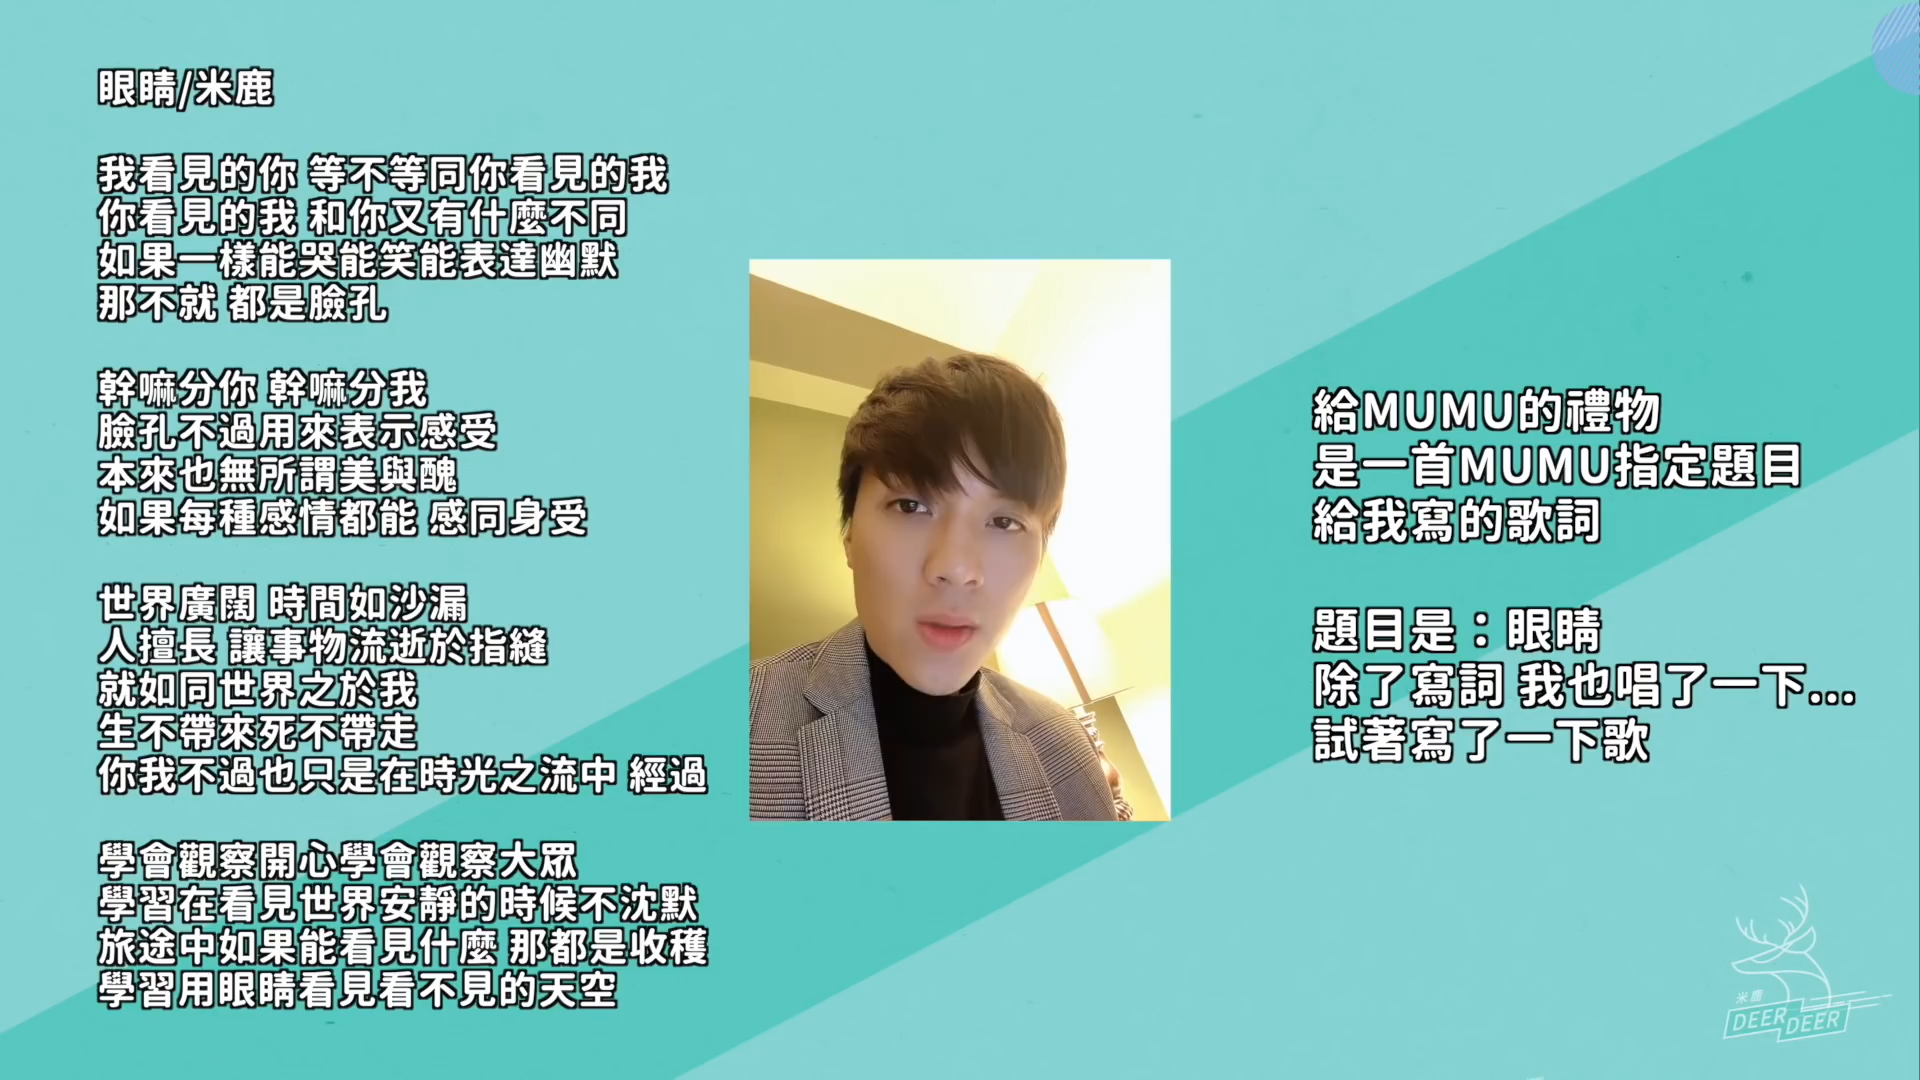 眼睛/米鹿
我看見的你 等不等同你看見的我
你看見的我 和你又有什麼不同
如果一樣能哭能笑能表達幽默
那不就 都是臉孔
幹嘛分你 幹嘛分我
臉孔不過用來表示感受
本來也無所謂美與醜
如果每種感情都能 感同身受
世界廣闊 時間如沙漏
人擅長 讓事物流逝於指縫
就如同世界之於我
生不帶來死不帶走
你我不過也只是在時光之流中 經過
學會觀察開心學會觀察大眾
學習在看見世界安靜的時候不沈默
旅途中如果能看見什麼 那都是收穫
學習用眼睛看見看不見的天空
給MUMU的禮物
是一首MUMU指定題目
給我寫的歌詞
題目是：眼睛
除了寫詞 我也唱了一下...
試著寫了一下歌
米鹿
DEER DEER